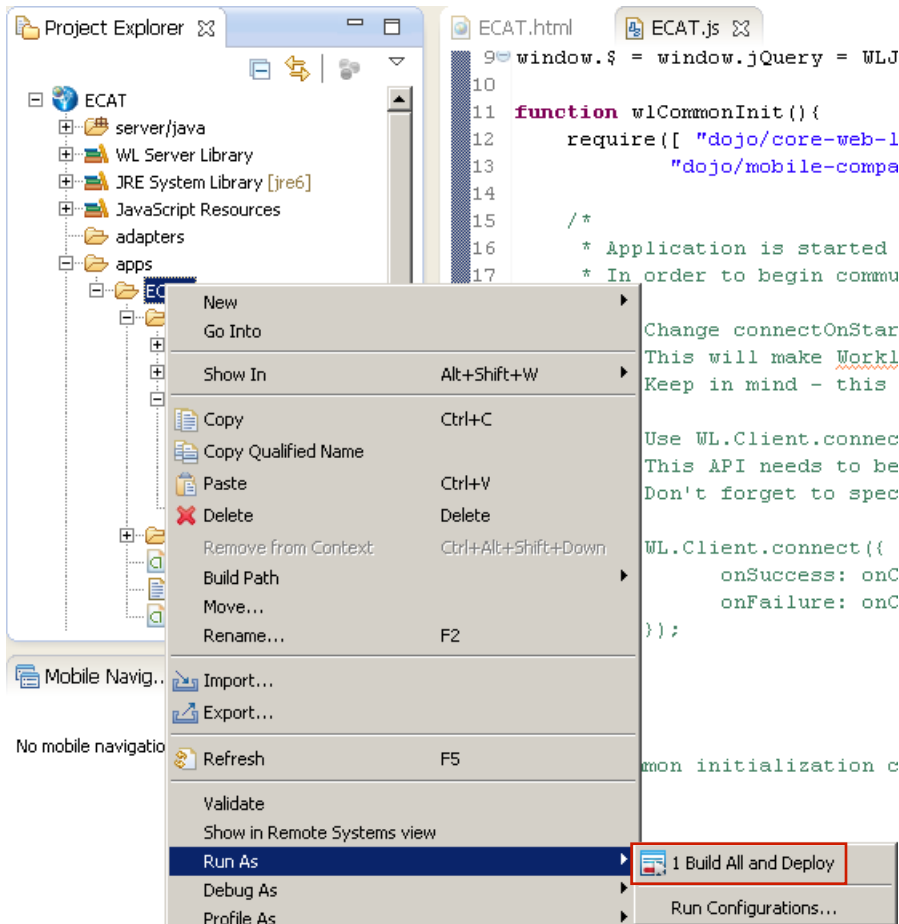 Project Explorer
ECAT
server/java
WL Server Library
JRE System Library [jre6]
JavaScript Resources
adapters
apps
Mobile Navig..
No mobile navigatio
ECAT.html
ECAT.js
9 window.$ = window.jQuery = WLJ
10
11 function wlCommonInit(){
12 require([ "dojo/core-web-l
13 "dojo/mobile-compa
14
15 /*
16 * Application is started
17 * In order to begin commu
Change connectOnStar
This will make Workl
Keep in mind - this
Use WL.Client.connec
This API needs to be
Don't forget to spec
WL.Client.connect({
onSuccess: onC
onFailure: onC
});
mon initialization c
New
Go Into
Show In Alt+Shift+W
Copy Ctrl+C
Copy Qualified Name
Paste Ctrl+V
Delete Delete
Remove from Context Ctrl+Alt+Shift+Down
Build Path
Move...
Rename... F2
Import...
Export...
Refresh F5
Validate
Show in Remote Systems view
Run As
Debug As
Profile As
1 Build All and Deploy
Run Configurations...